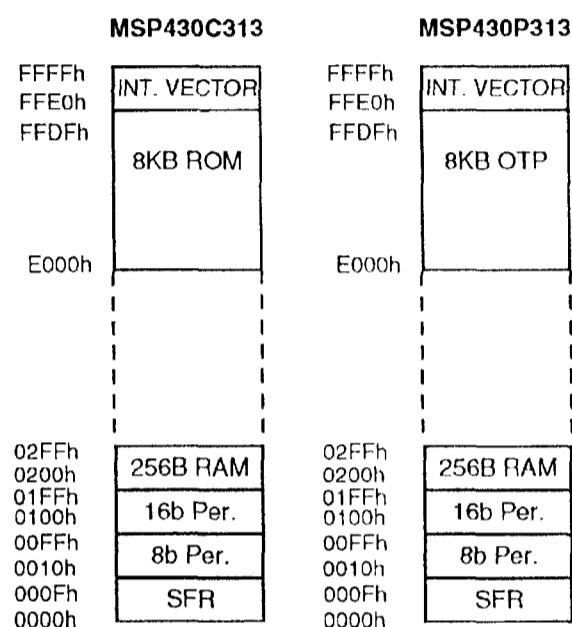 MSP430C313
FFFFh
FFE0h
INT. VECTOR
FFDFh
8KB ROM
E000h
02FFh
0200h
256B RAM
01FFh
0100h
16b Per.
00FFh
0010h
8b Per.
000Fh
0000h
SFR
MSP430P313
FFFFh
FFE0h
INT. VECTOR
FFDFh
8KB OTP
E000h
02FFh
0200h
256B RAM
01FFh
0100h
16b Per.
00FFh
0010h
8b Per.
000Fh
0000h
SFR